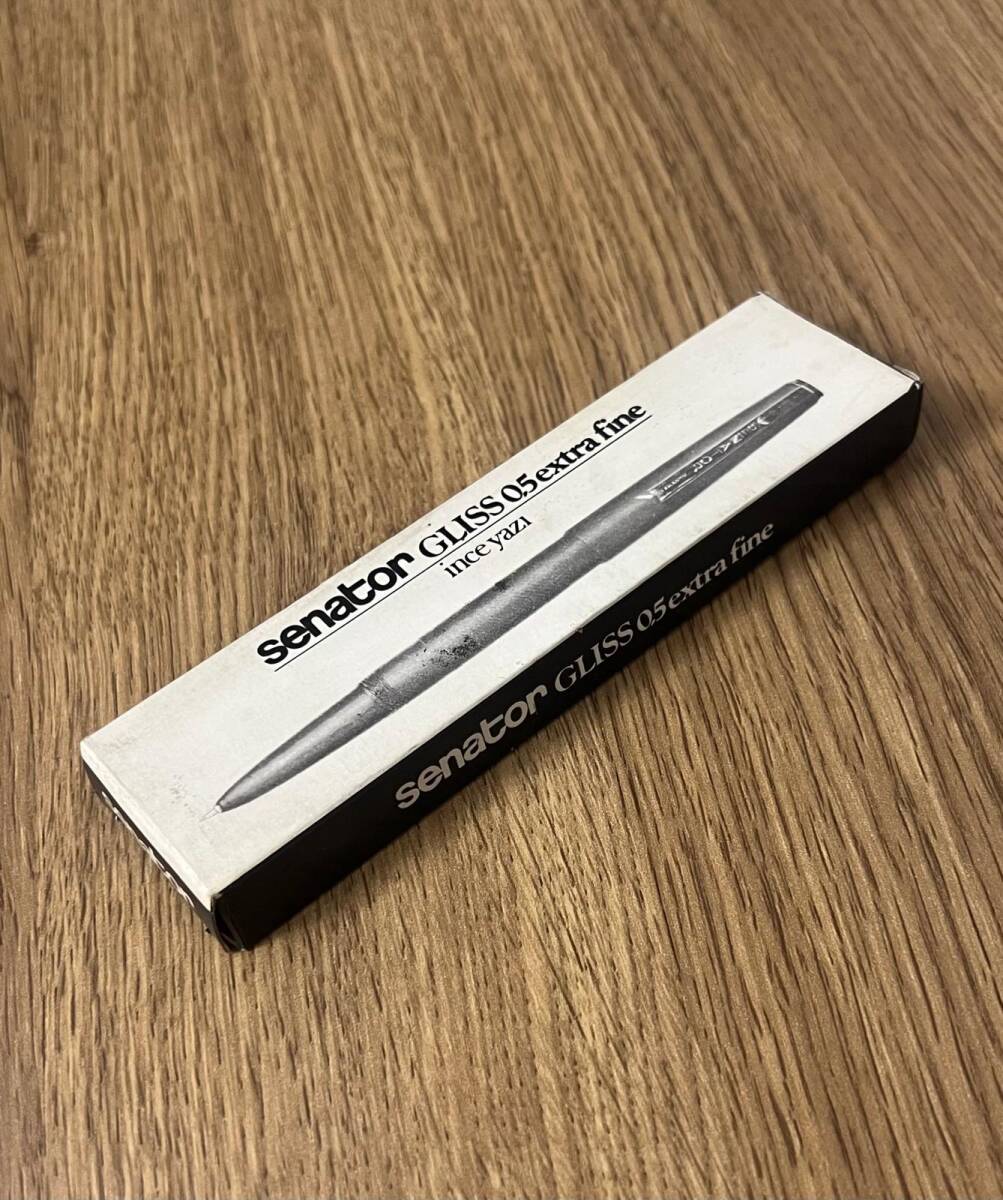 senator GLISS 0,5 extra fine
ince yazı
senator GLISS 0,5 extra fine